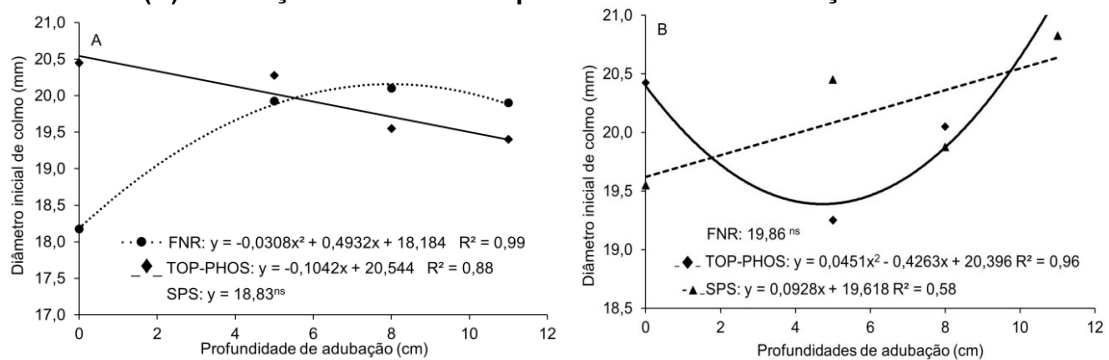 21,0
20,5
20,0
19,5
19,0
18,5
18,0
17,5
17,0
Diâmetro inicial de colmo (mm)
A
FNR: y = -0,0308x² + 0,4932x + 18,184 R² = 0,99
TOP-PHOS: y = -0,1042x + 20,544 R² = 0,88
SPS: y = 18,83ⁿˢ
0 2 4 6 8 10 12
Profundidade de adubação (cm)
21,0
20,5
20,0
19,5
19,0
18,5
Diâmetro inicial de colmo (mm)
B
FNR: 19,86 ⁿˢ
TOP-PHOS: y = 0,0451x² - 0,4263x + 20,396 R² = 0,96
SPS: y = 0,0928x + 19,618 R² = 0,58
0 2 4 6 8 10 12
Profundidades de adubação (cm)